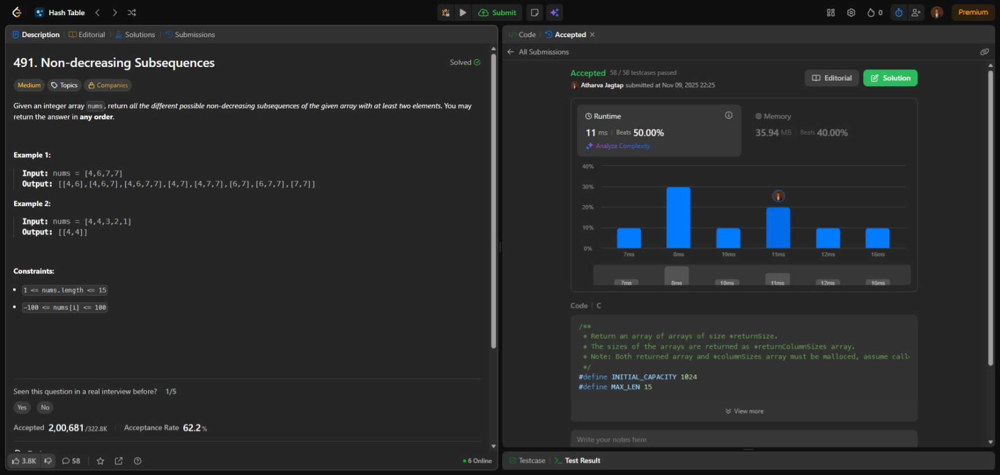 Hash Table
Submit
0
Premium
Description
Editorial
Solutions
Submissions
491. Non-decreasing Subsequences
Solved
Medium
Topics
Companies
Given an integer array nums, return all the different possible non-decreasing subsequences of the given array with at least two elements. You may
return the answer in any order.
Example 1:
Input: nums = [4,6,7,7]
Output: [[4,6],[4,6,7],[4,6,7,7],[4,7],[4,7,7],[6,7],[6,7,7],[7,7]]
Example 2:
Input: nums = [4,4,3,2,1]
Output: [[4,4]]
Constraints:
1 <= nums.length <= 15
-100 <= nums[i] <= 100
Seen this question in a real interview before? 1/5
Yes
No
Accepted 2,00,681/322.8K
Acceptance Rate 62.2%
3.8K
58
6 Online
Code
Accepted
All Submissions
Accepted 58 / 58 testcases passed
Atharva Jagtap submitted at Nov 09, 2025 22:25
Editorial
Solution
Runtime
11 ms Beats 50.00%
Analyze Complexity
Memory
35.94 MB Beats 40.00%
40%
30%
20%
10%
0%
7ms 8ms 10ms 11ms 12ms 16ms
7ms 8ms 10ms 11ms 12ms 16ms
Code C
/**
* Return an array of arrays of size *returnSize.
* The sizes of the arrays are returned as *returnColumnSizes array.
* Note: Both returned array and *columnSizes array must be malloced, assume call
*/
#define INITIAL_CAPACITY 1024
#define MAX_LEN 15
View more
Write your notes here
Testcase
Test Result